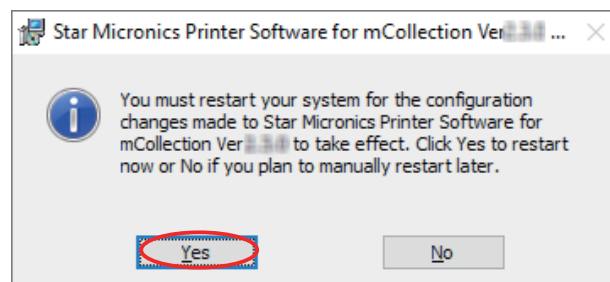 Star Micronics Printer Software for mCollection Ver ...
You must restart your system for the configuration
changes made to Star Micronics Printer Software for
mCollection Ver to take effect. Click Yes to restart
now or No if you plan to manually restart later.
Yes
No